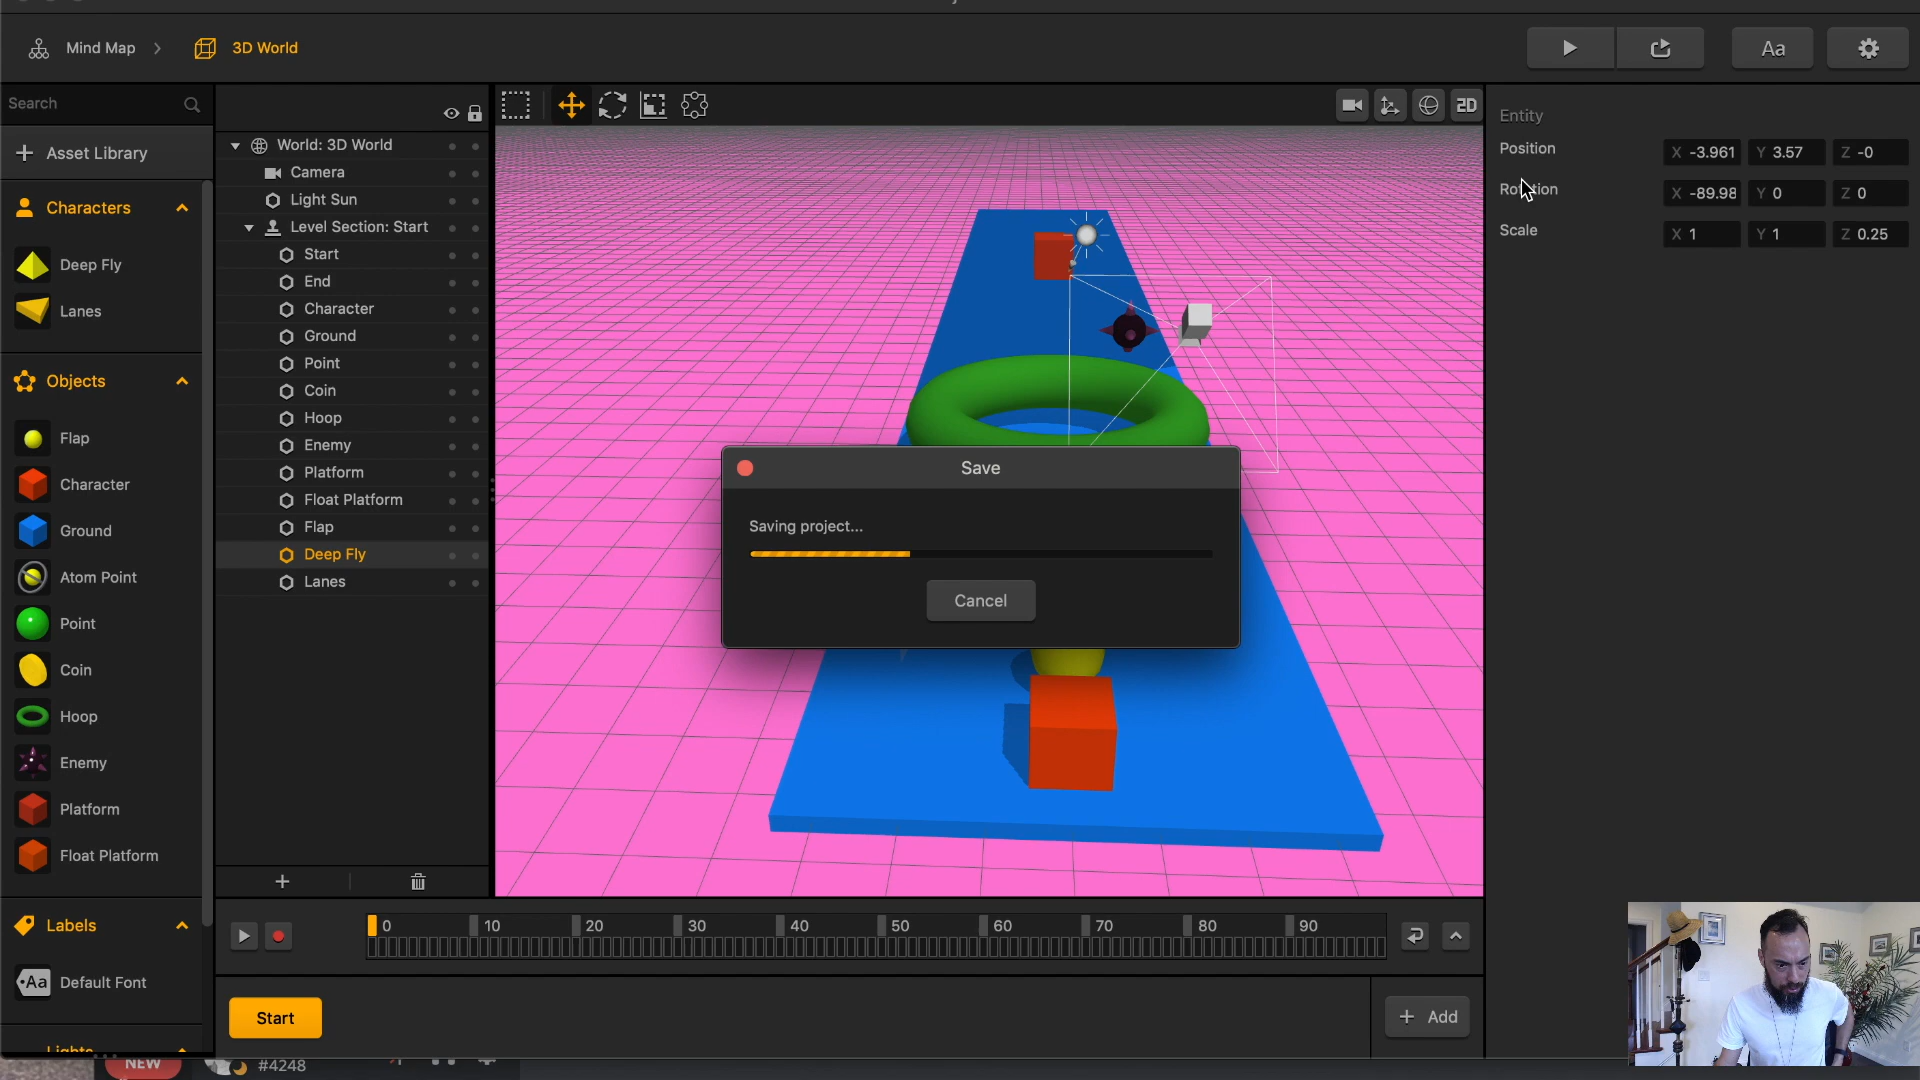 Mind Map
3D World
Aa
Search
Asset Library
Characters
Deep Fly
Lanes
Objects
Flap
Character
Ground
Atom Point
Point
Coin
Hoop
Enemy
Platform
Float Platform
Labels
Aa
Default Font
Lights
World: 3D World
Camera
Light Sun
Level Section: Start
Start
End
Character
Ground
Point
Coin
Hoop
Enemy
Platform
Float Platform
Flap
Deep Fly
Lanes
2D
Save
Saving project...
Cancel
Entity
Position X -3.961 Y 3.57 Z -0
Rotation X -89.98 Y 0 Z 0
Scale X 1 Y 1 Z 0.25
0 10 20 30 40 50 60 70 80 90
Start
+ Add
NEW
#4248